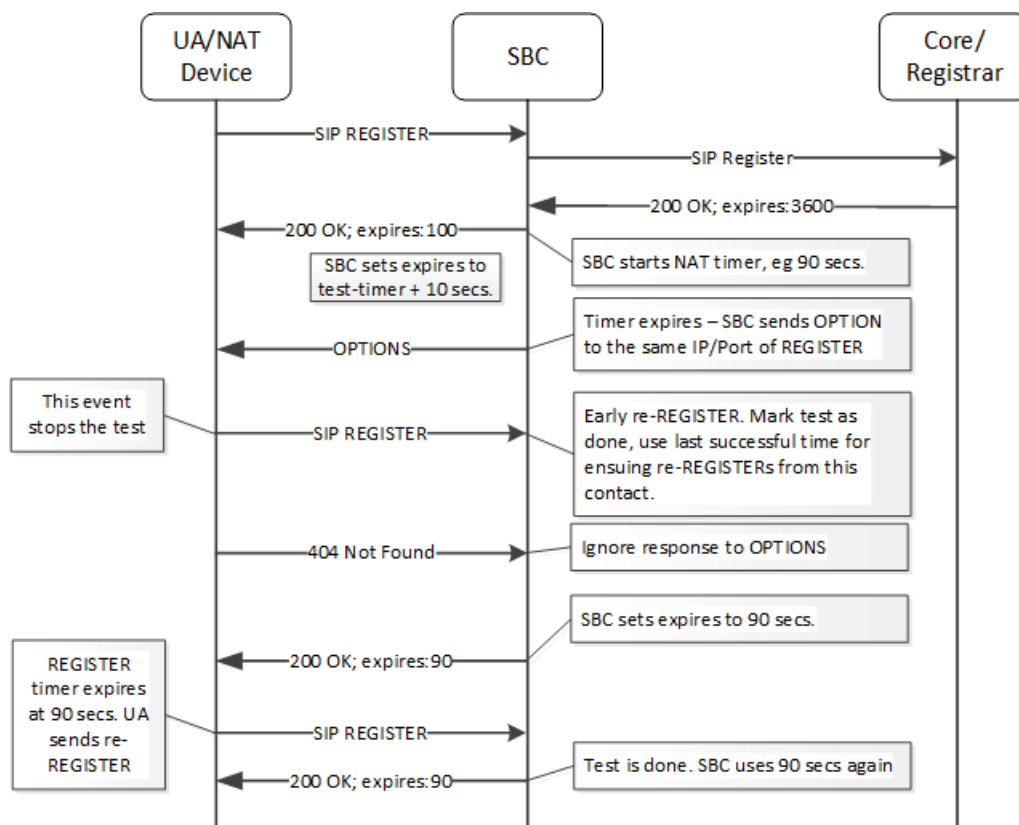 UA/NAT
Device
SBC
Core/
Registrar
SIP REGISTER
SIP Register
200 OK; expires:3600
200 OK; expires:100
SBC sets expires to
test-timer + 10 secs.
SBC starts NAT timer, eg 90 secs.
Timer expires – SBC sends OPTION
to the same IP/Port of REGISTER
OPTIONS
This event
stops the test
SIP REGISTER
Early re-REGISTER. Mark test as
done, use last successful time for
ensuing re-REGISTERs from this
contact.
404 Not Found
Ignore response to OPTIONS
SBC sets expires to 90 secs.
200 OK; expires:90
REGISTER
timer expires
at 90 secs. UA
sends re-
REGISTER
SIP REGISTER
200 OK; expires:90
Test is done. SBC uses 90 secs again